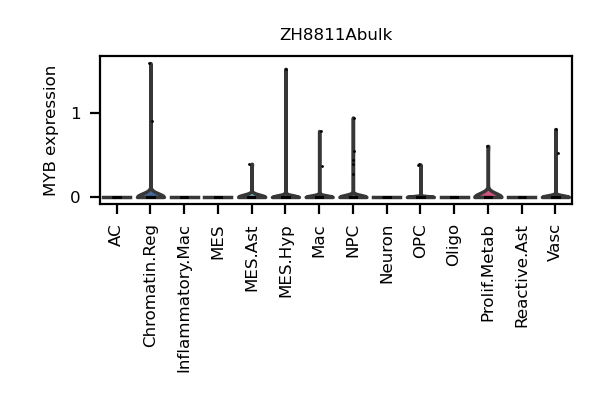 ZH8811Abulk
MYB expression
1
0
AC
Chromatin.Reg
Inflammatory.Mac
MES
MES.Ast
MES.Hyp
Mac
NPC
Neuron
OPC
Oligo
Prolif.Metab
Reactive.Ast
Vasc